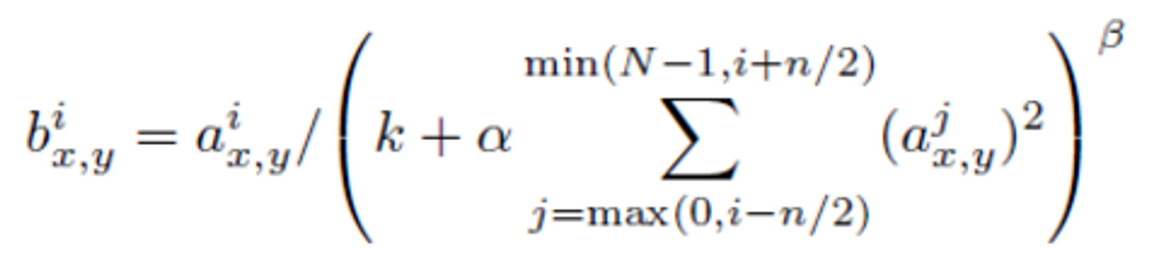 b^i_{x,y} = a^i_{x,y} / \left( k + \alpha \sum_{j=\max(0,i-n/2)}^{\min(N-1,i+n/2)} (a^j_{x,y})^2 \right)^\beta